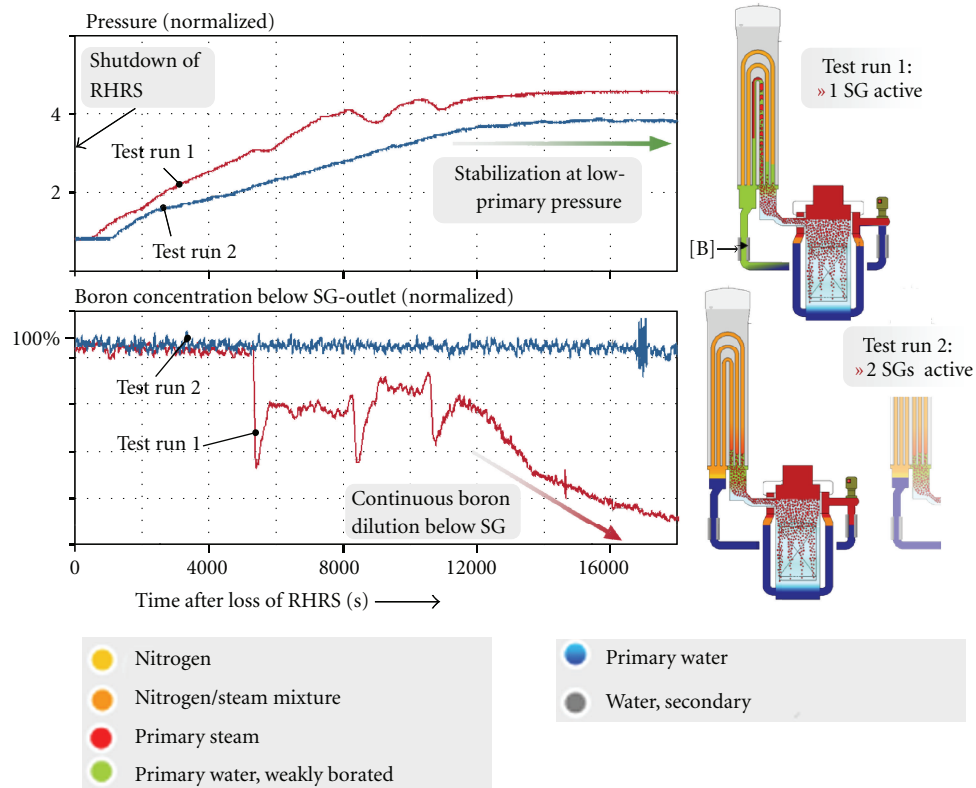 Pressure (normalized)
Shutdown of
RHRS
4
2
Test run 1
Test run 2
Stabilization at low-
primary pressure
Boron concentration below SG-outlet (normalized)
100%
Test run 2
Test run 1
Continuous boron
dilution below SG
0
4000
8000
12000
16000
Time after loss of RHRS (s)
Test run 1:
» 1 SG active
[B]
Test run 2:
» 2 SGs active
Nitrogen
Nitrogen/steam mixture
Primary steam
Primary water, weakly borated
Primary water
Water, secondary